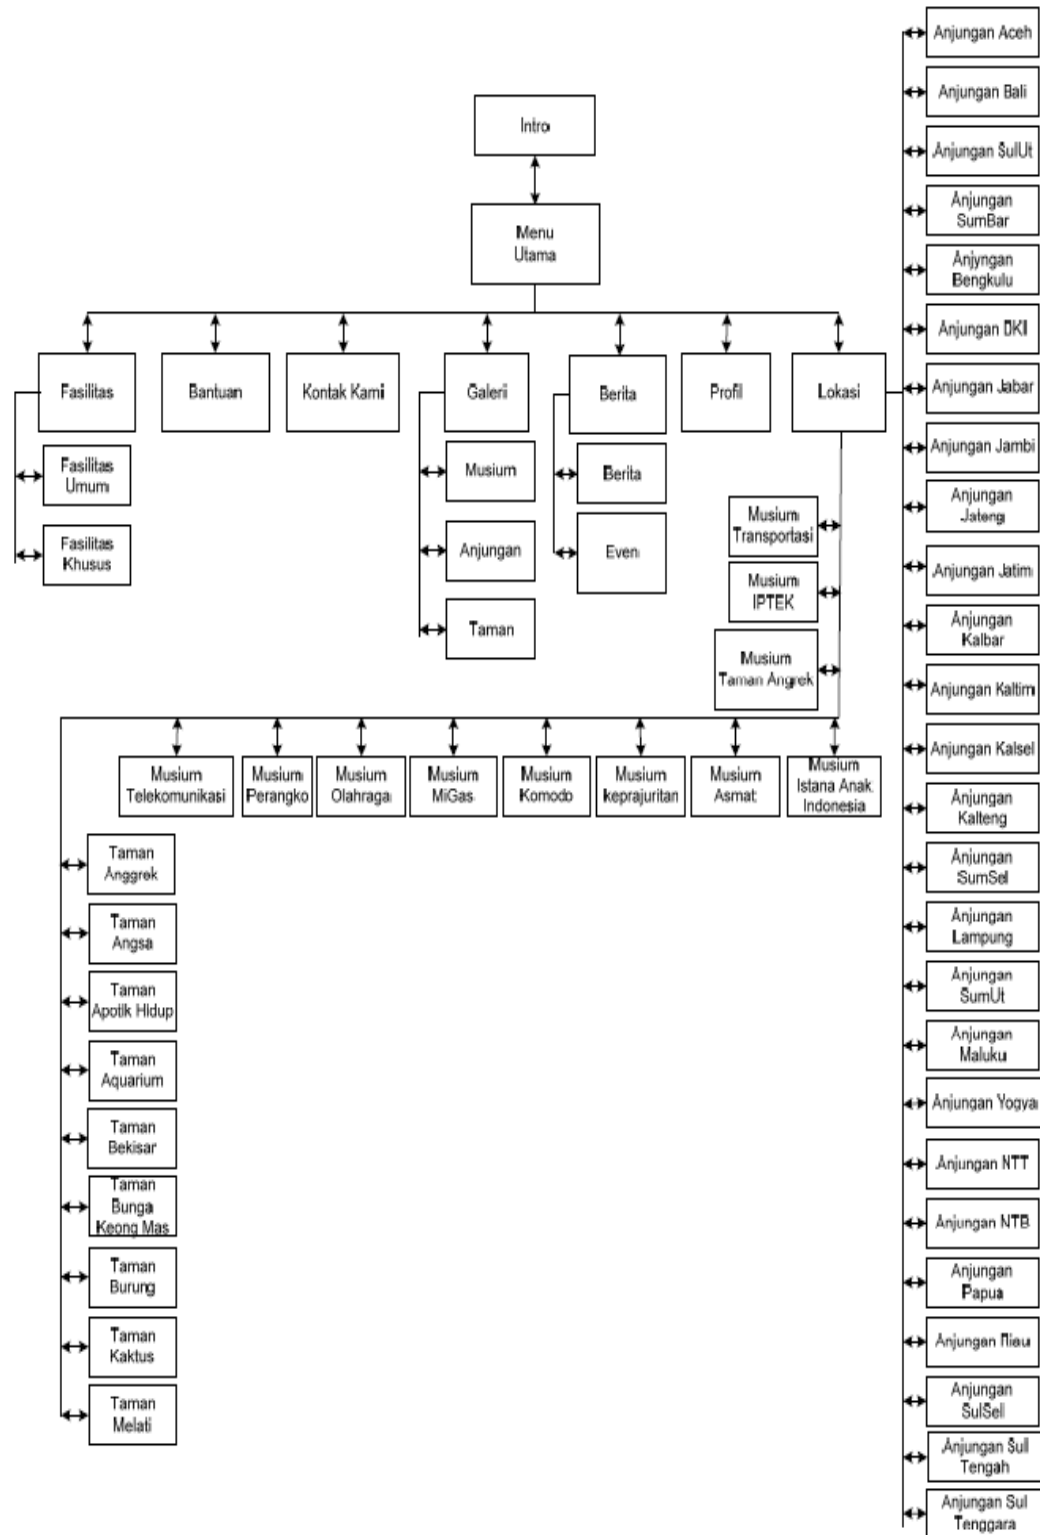 Intro
Menu
Utama
Fasilitas
Bantuan
Kontak Kami
Galeri
Berita
Profil
Lokasi
Fasilitas
Umum
Fasilitas
Khusus
Musium
Anjungan
Taman
Berita
Even
Musium
Transportasi
Musium
IPTEK
Musium
Taman Angrek
Musium
Telekomunikasi
Musium
Perangko
Musium
Olahraga
Musium
MiGas
Musium
Komodo
Musium
keprajuritan
Musium
Asmat
Musium
Istana Anak
Indonesia
Taman
Anggrek
Taman
Angsa
Taman
Apotik Hidup
Taman
Aquarium
Taman
Bekisar
Taman
Bunga
Keong Mas
Taman
Burung
Taman
Kaktus
Taman
Melati
Anjungan Aceh
Anjungan Bali
Anjungan SulUt
Anjungan
SumBar
Anjyngan
Bengkulu
Anjungan DKI
Anjungan Jabar
Anjungan Jambi
Anjungan
Jateng
Anjungan Jatim
Anjungan
Kalbar
Anjungan Kaltim
Anjungan Kalsel
Anjungan
Kalteng
Anjungan
SumSel
Anjungan
Lampung
Anjungan
SumUt
Anjungan
Maluku
Anjungan Yogya
Anjungan NTT
Anjungan NTB
Anjungan
Papua
Anjungan Riau
Anjungan
SulSel
Anjungan Sul
Tengah
Anjungan Sul
Tenggara